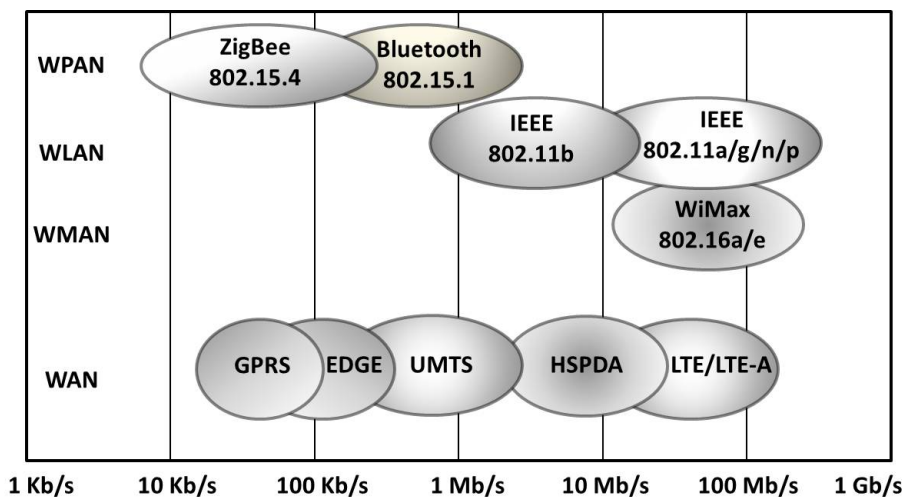 WPAN
ZigBee
802.15.4
Bluetooth
802.15.1
WLAN
IEEE
802.11b
IEEE
802.11a/g/n/p
WMAN
WiMax
802.16a/e
WAN
GPRS
EDGE
UMTS
HSPDA
LTE/LTE-A
1 Kb/s
10 Kb/s
100 Kb/s
1 Mb/s
10 Mb/s
100 Mb/s
1 Gb/s